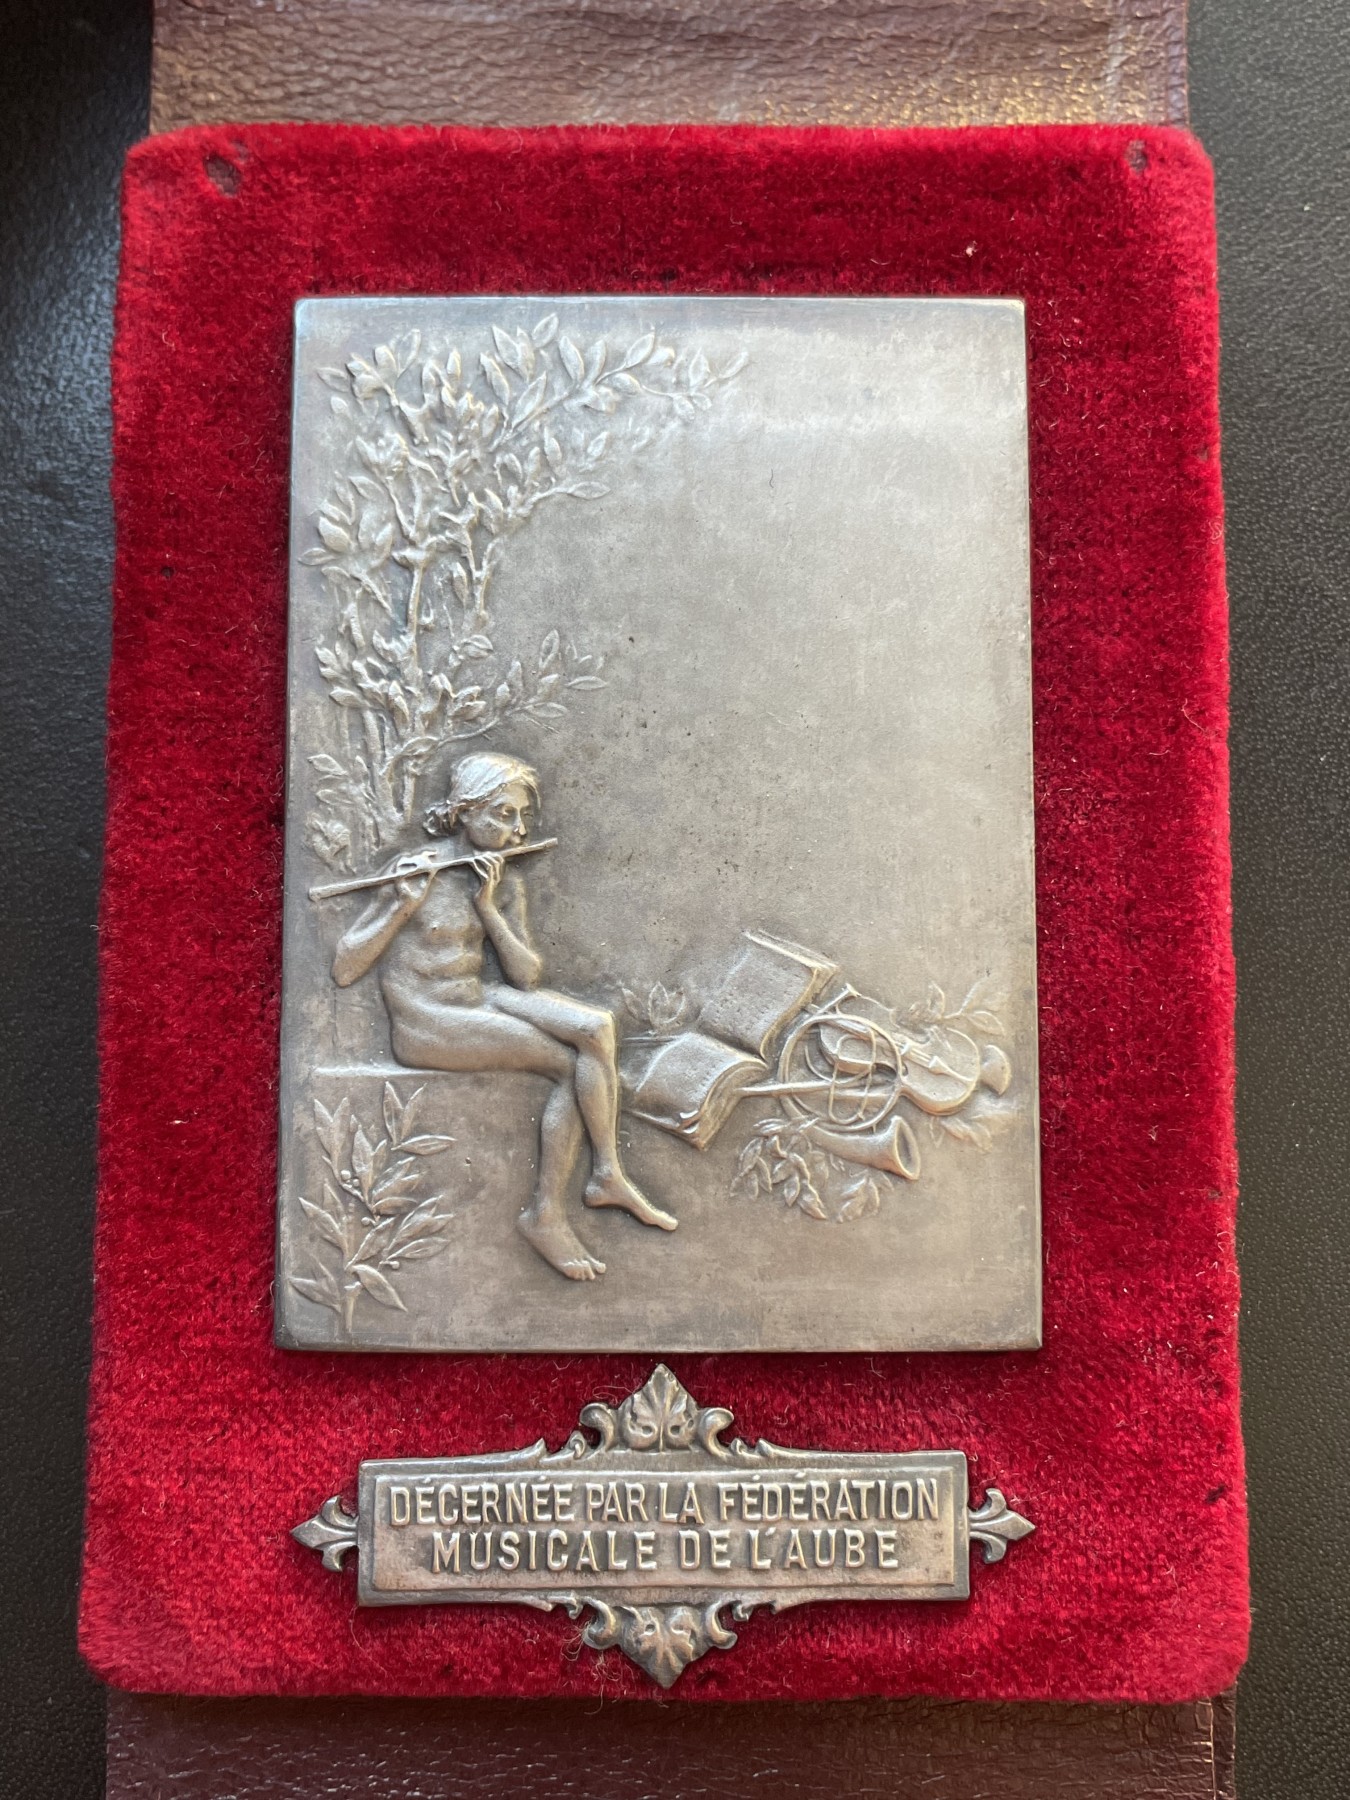 DÉCERNÉE PAR LA FÉDÉRATION
MUSICALE DE L'AUBE